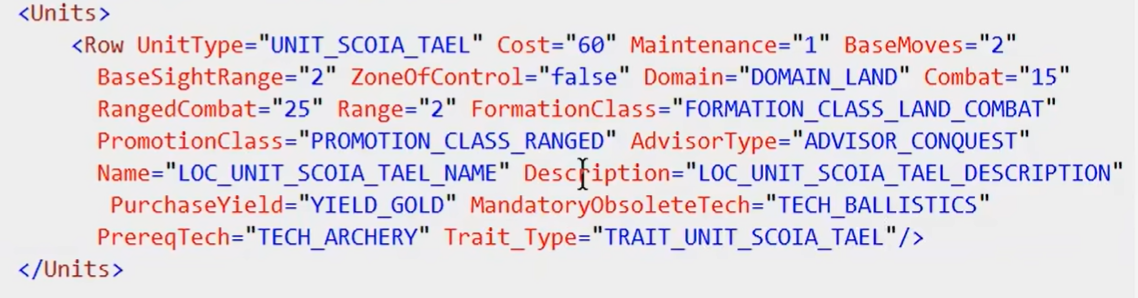 <Units>
<Row UnitType="UNIT_SCOIA_TAEL" Cost="60" Maintenance="1" BaseMoves="2"
BaseSightRange="2" ZoneOfControl="false" Domain="DOMAIN_LAND" Combat="15"
RangedCombat="25" Range="2" FormationClass="FORMATION_CLASS_LAND_COMBAT"
PromotionClass="PROMOTION_CLASS_RANGED" AdvisorType="ADVISOR_CONQUEST"
Name="LOC_UNIT_SCOIA_TAEL_NAME" Description="LOC_UNIT_SCOIA_TAEL_DESCRIPTION"
PurchaseYield="YIELD_GOLD" MandatoryObsoleteTech="TECH_BALLISTICS"
PrereqTech="TECH_ARCHERY" Trait_Type="TRAIT_UNIT_SCOIA_TAEL"/>
</Units>